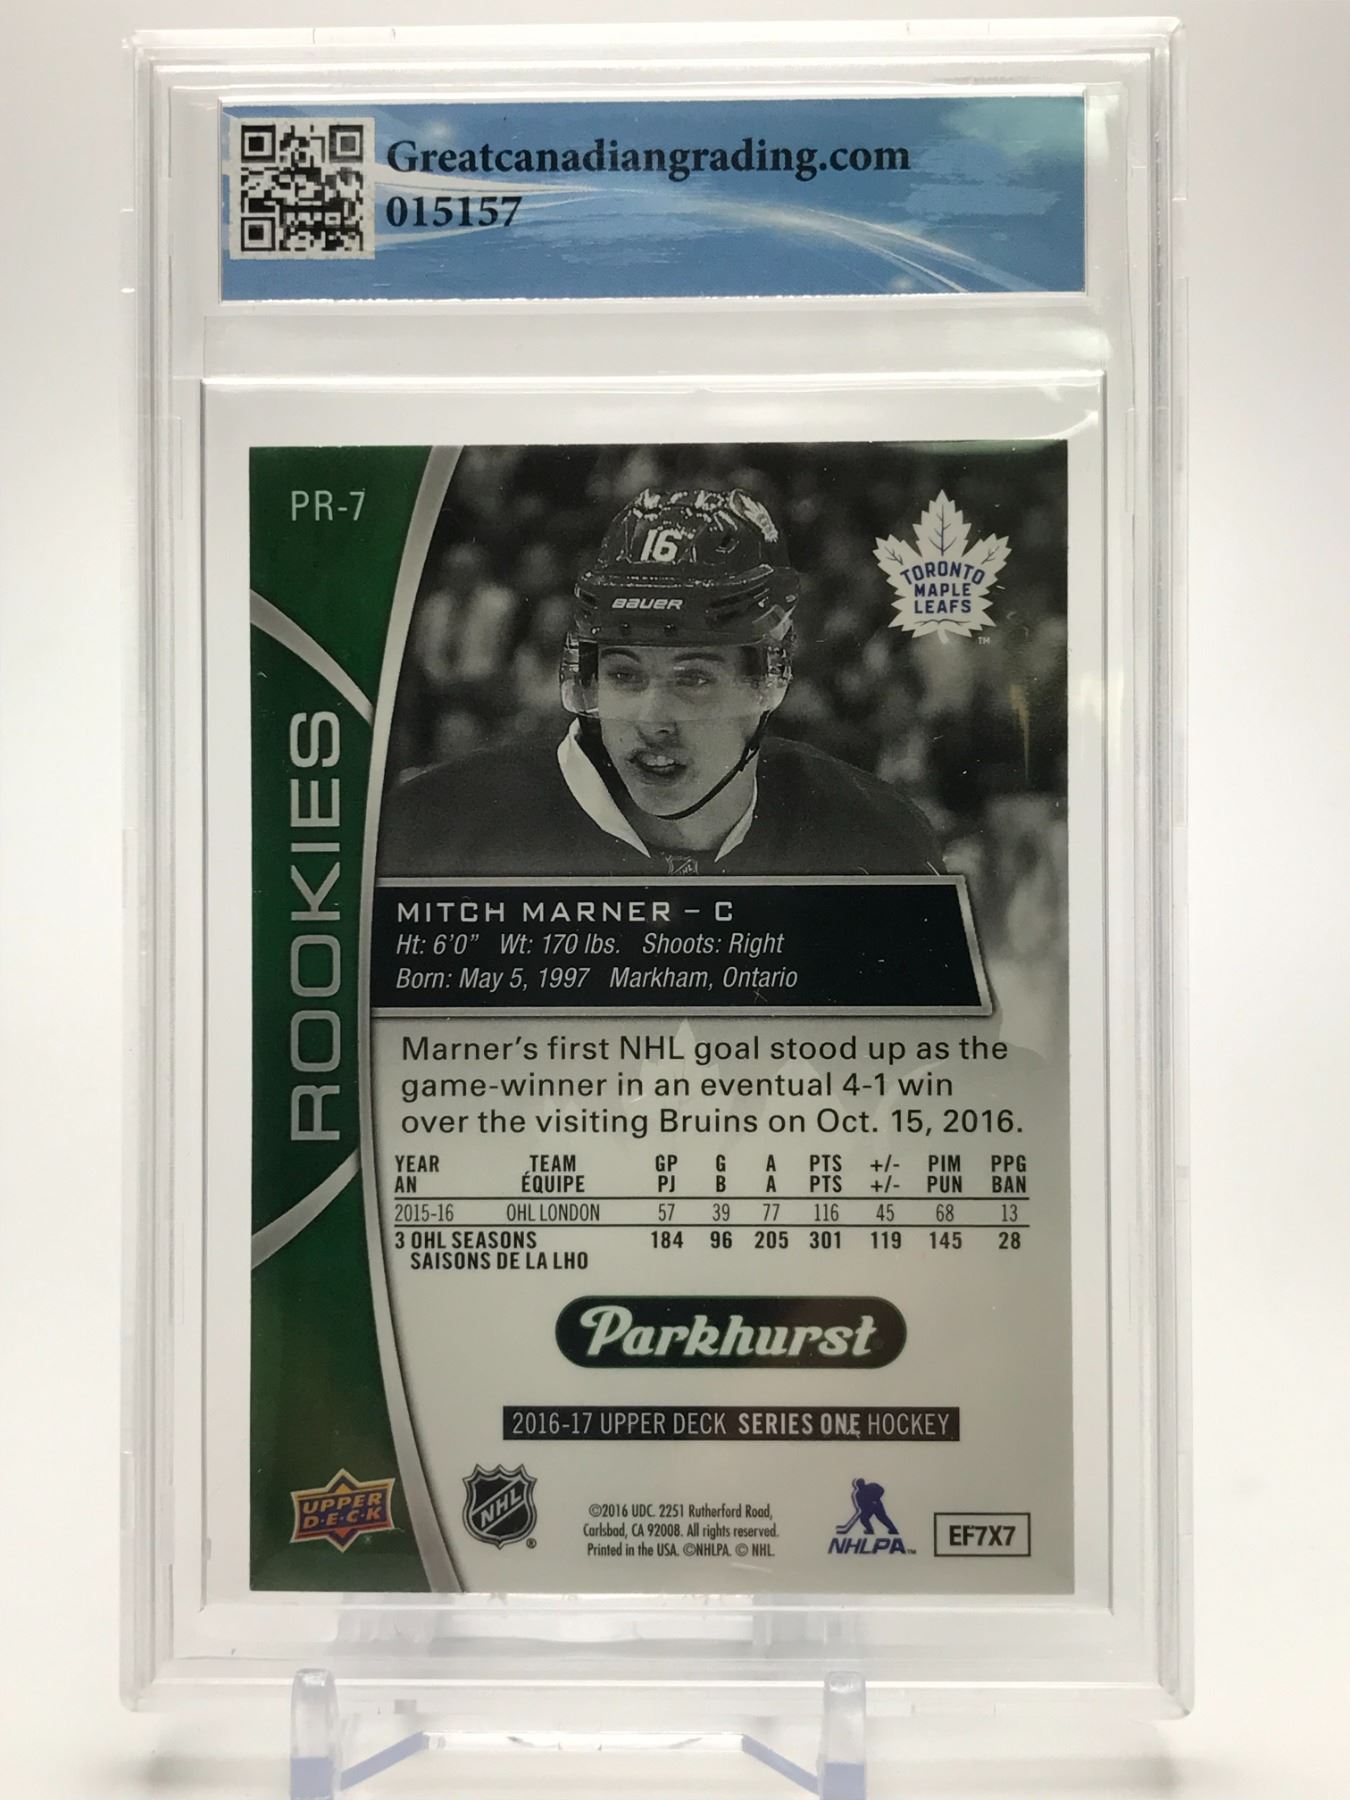 Greatcanadiangrading.com
015157
PR-7
16
BAUER
TORONTO
MAPLE
LEAFS
TM
ROOKIES
MITCH MARNER – C
Ht: 6'0" Wt: 170 lbs. Shoots: Right
Born: May 5, 1997 Markham, Ontario
Marner's first NHL goal stood up as the
game-winner in an eventual 4-1 win
over the visiting Bruins on Oct. 15, 2016.
YEAR TEAM GP G A PTS +/- PIM PPG
AN ÉQUIPE PJ B A PTS +/- PUN BAN
2015-16 OHL LONDON 57 39 77 116 45 68 13
3 OHL SEASONS 184 96 205 301 119 145 28
SAISONS DE LA LHO
Parkhurst
2016-17 UPPER DECK SERIES ONE HOCKEY
UPPER
D·E·C·K
NHL
®
©2016 UDC. 2251 Rutherford Road,
Carlsbad, CA 92008. All rights reserved.
Printed in the USA. ©NHLPA. © NHL.
NHLPA™
EF7X7